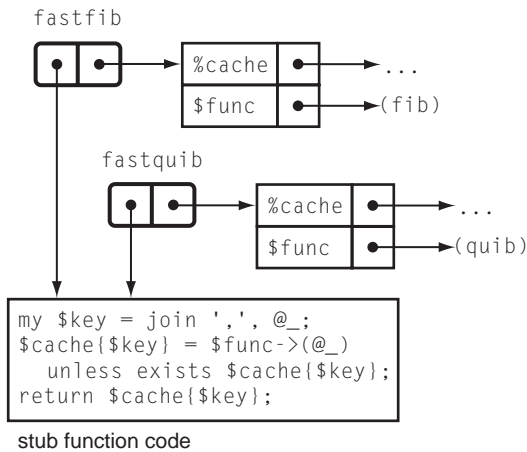 fastfib
%cache ...
$func (fib)
fastquib
%cache ...
$func (quib)
my $key = join ',', @_;
$cache{$key} = $func->(@_)
unless exists $cache{$key};
return $cache{$key};
stub function code